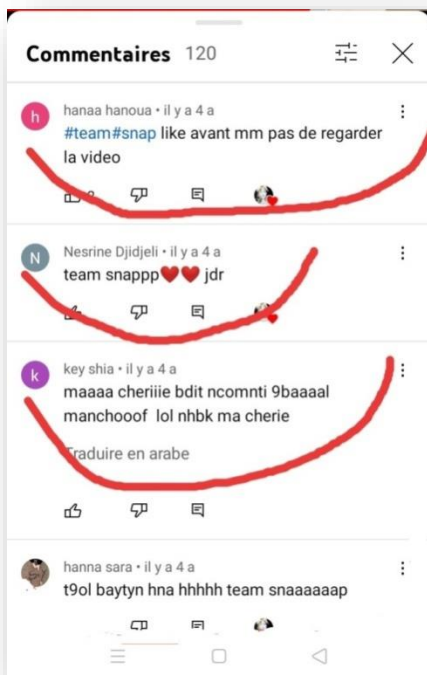 Commentaires 120
h
hanaa hanoua • il y a 4 a
#team#snap like avant mm pas de regarder
la video
N
Nesrine Djidjeli • il y a 4 a
team snappp❤️❤️ jdr
k
key shia • il y a 4 a
maaaa cheriiie bdit ncomnti 9baaaal
manchooof lol nhbk ma cherie
Traduire en arabe
hanna sara • il y a 4 a
t9ol baytyn hna hhhhh team snaaaaaap